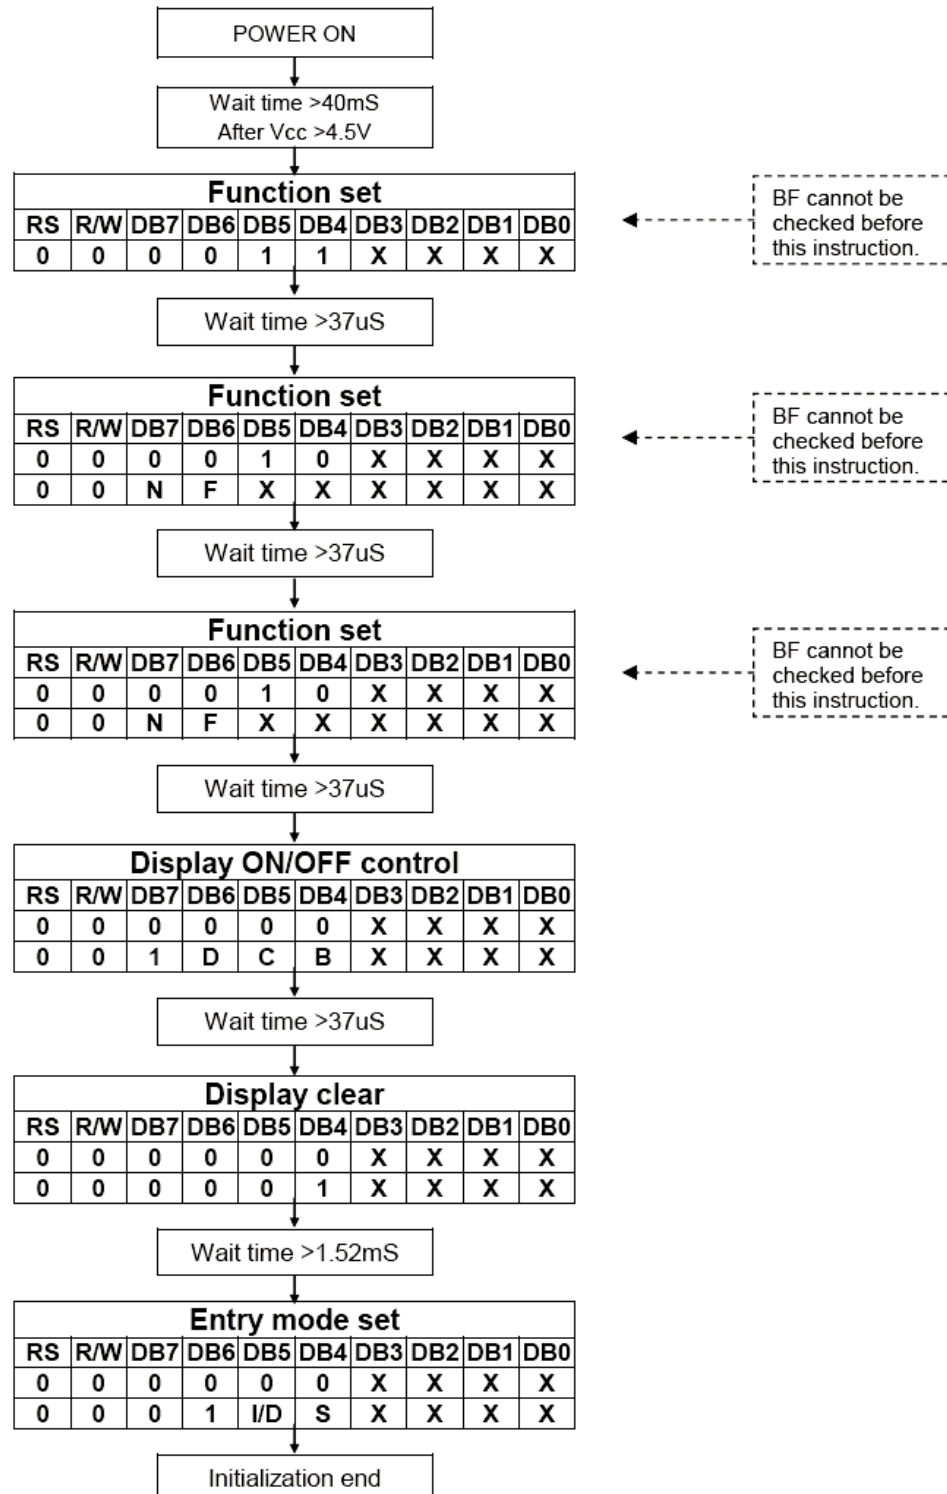 POWER ON
Wait time >40mS
After Vcc >4.5V
Function set
RS R/W DB7 DB6 DB5 DB4 DB3 DB2 DB1 DB0
0 0 0 0 1 1 X X X X
BF cannot be
checked before
this instruction.
Wait time >37uS
Function set
RS R/W DB7 DB6 DB5 DB4 DB3 DB2 DB1 DB0
0 0 0 0 1 0 X X X X
0 0 N F X X X X X X
BF cannot be
checked before
this instruction.
Wait time >37uS
Function set
RS R/W DB7 DB6 DB5 DB4 DB3 DB2 DB1 DB0
0 0 0 0 1 0 X X X X
0 0 N F X X X X X X
BF cannot be
checked before
this instruction.
Wait time >37uS
Display ON/OFF control
RS R/W DB7 DB6 DB5 DB4 DB3 DB2 DB1 DB0
0 0 0 0 0 0 X X X X
0 0 1 D C B X X X X
Wait time >37uS
Display clear
RS R/W DB7 DB6 DB5 DB4 DB3 DB2 DB1 DB0
0 0 0 0 0 0 X X X X
0 0 0 0 0 1 X X X X
Wait time >1.52mS
Entry mode set
RS R/W DB7 DB6 DB5 DB4 DB3 DB2 DB1 DB0
0 0 0 0 0 0 X X X X
0 0 0 1 I/D S X X X X
Initialization end